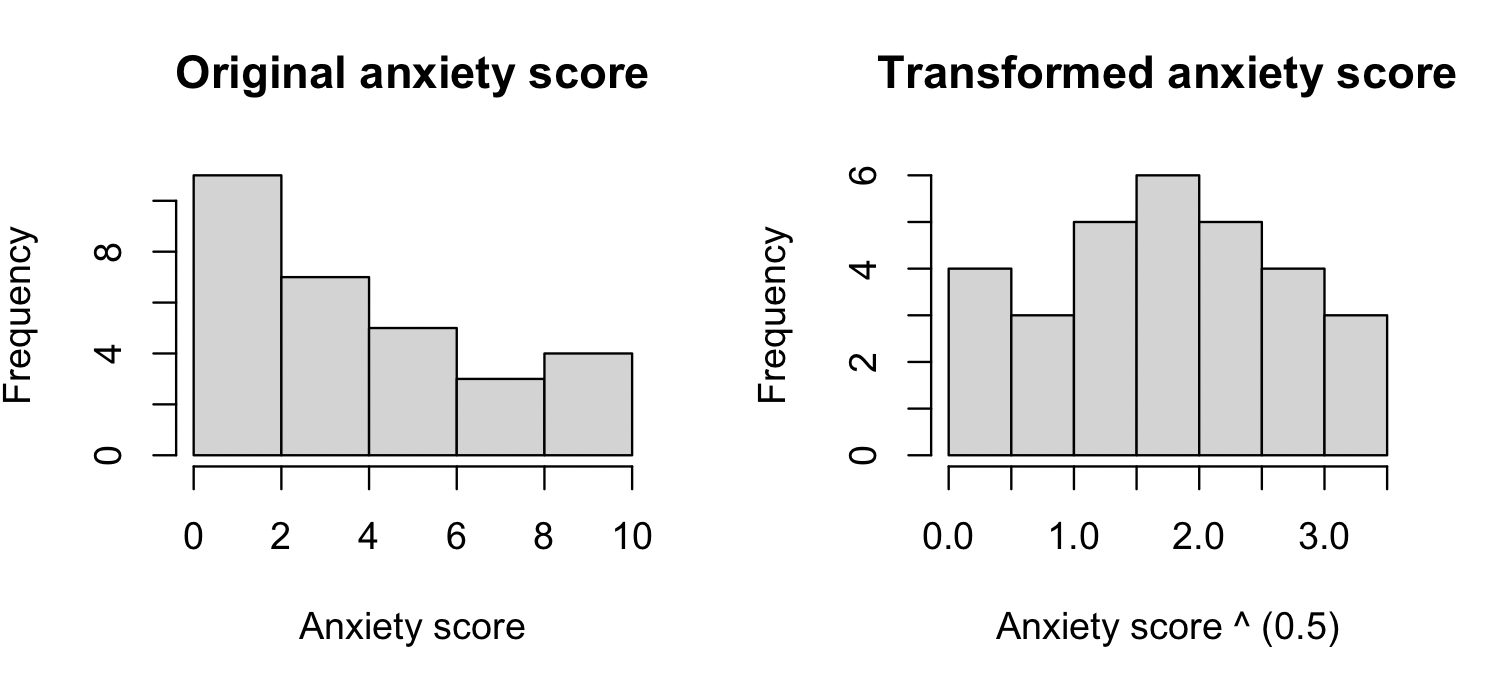 Original anxiety score
Frequency
8
4
0
0 2 4 6 8 10
Anxiety score
Transformed anxiety score
Frequency
6
4
2
0
0.0 1.0 2.0 3.0
Anxiety score ^ (0.5)